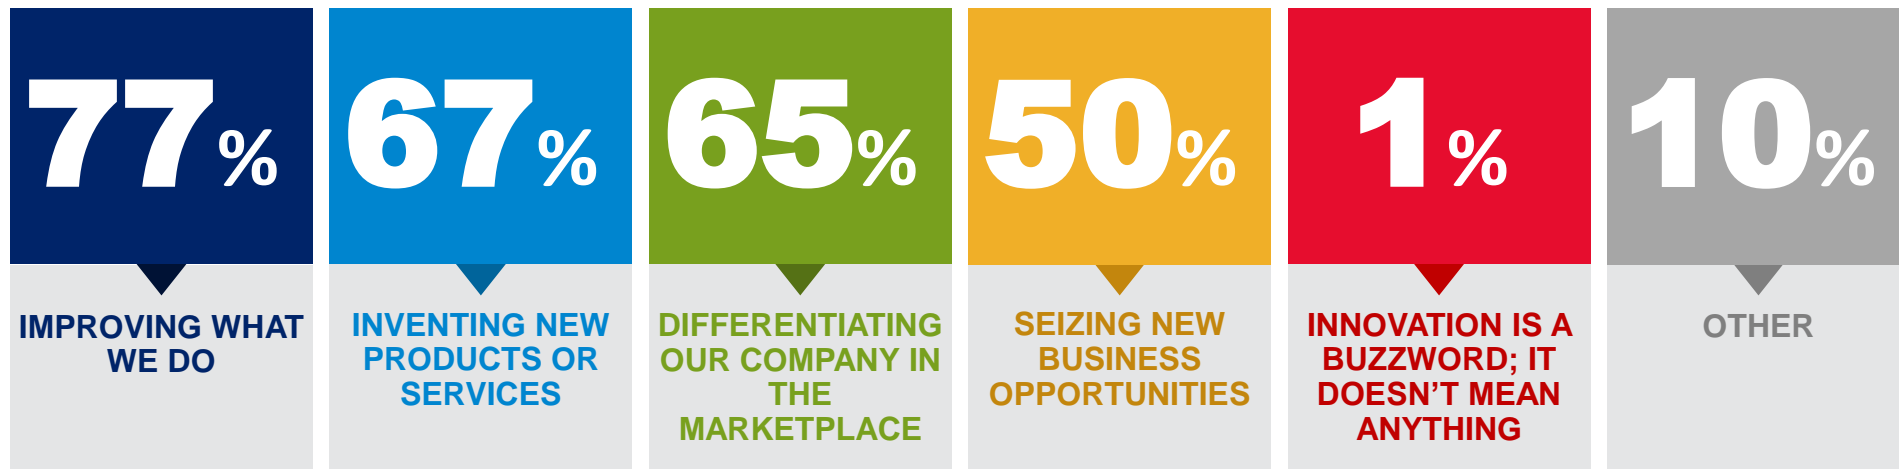 77%
IMPROVING WHAT
WE DO
67%
INVENTING NEW
PRODUCTS OR
SERVICES
65%
DIFFERENTIATING
OUR COMPANY IN
THE
MARKETPLACE
50%
SEIZING NEW
BUSINESS
OPPORTUNITIES
1%
INNOVATION IS A
BUZZWORD; IT
DOESN’T MEAN
ANYTHING
10%
OTHER